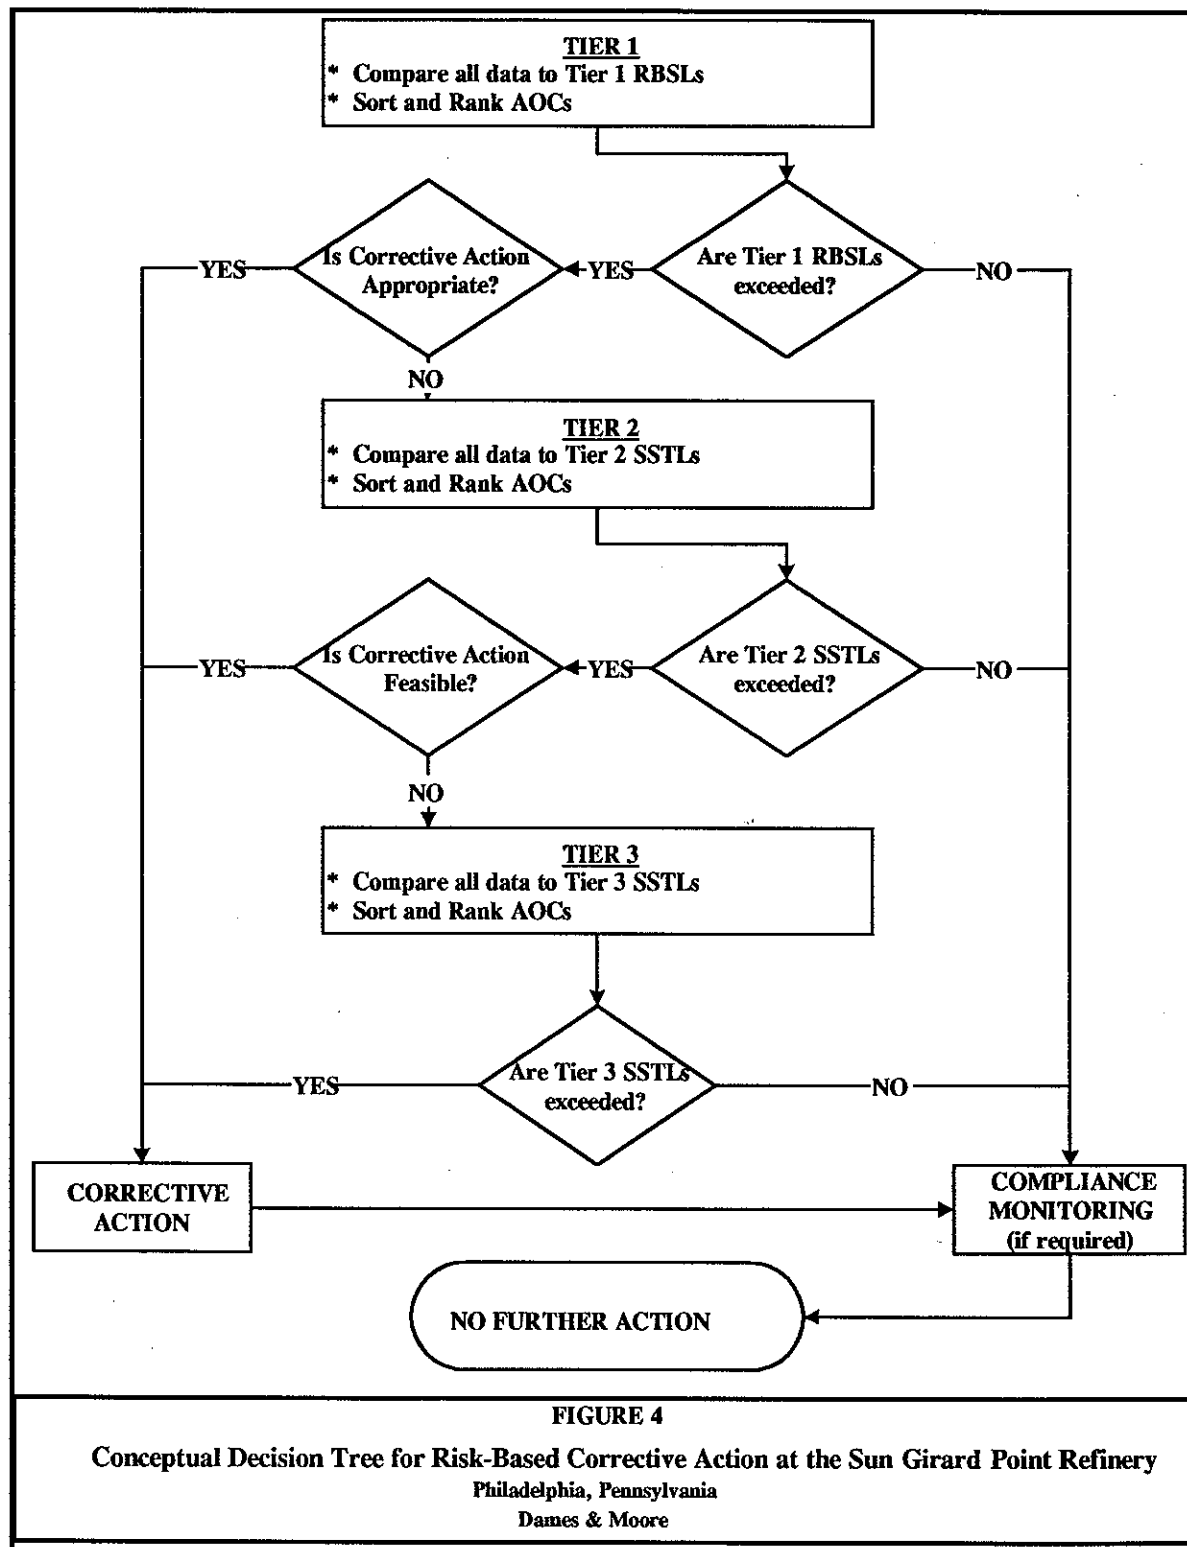 TIER 1
* Compare all data to Tier 1 RBSLs
* Sort and Rank AOCs
YES
Is Corrective Action
Appropriate?
YES
Are Tier 1 RBSLs
exceeded?
NO
NO
TIER 2
* Compare all data to Tier 2 SSTLs
* Sort and Rank AOCs
YES
Is Corrective Action
Feasible?
YES
Are Tier 2 SSTLs
exceeded?
NO
NO
TIER 3
* Compare all data to Tier 3 SSTLs
* Sort and Rank AOCs
YES
Are Tier 3 SSTLs
exceeded?
NO
CORRECTIVE
ACTION
COMPLIANCE
MONITORING
(if required)
NO FURTHER ACTION
FIGURE 4
Conceptual Decision Tree for Risk-Based Corrective Action at the Sun Girard Point Refinery
Philadelphia, Pennsylvania
Dames & Moore